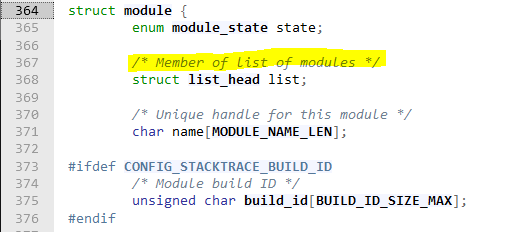 364 struct module {
365 enum module_state state;
366
367 /* Member of list of modules */
368 struct list_head list;
369
370 /* Unique handle for this module */
371 char name[MODULE_NAME_LEN];
372
373 #ifdef CONFIG_STACKTRACE_BUILD_ID
374 /* Module build ID */
375 unsigned char build_id[BUILD_ID_SIZE_MAX];
376 #endif